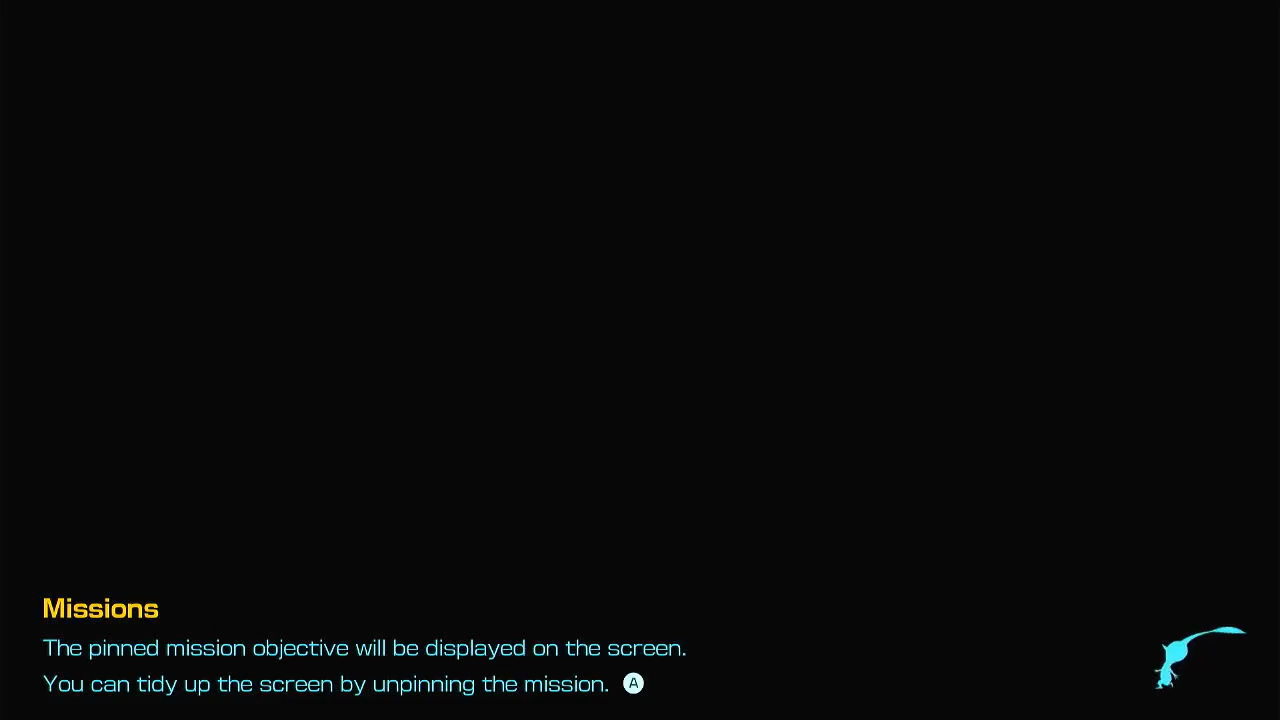 Missions
The pinned mission objective will be displayed on the screen.
You can tidy up the screen by unpinning the mission. A